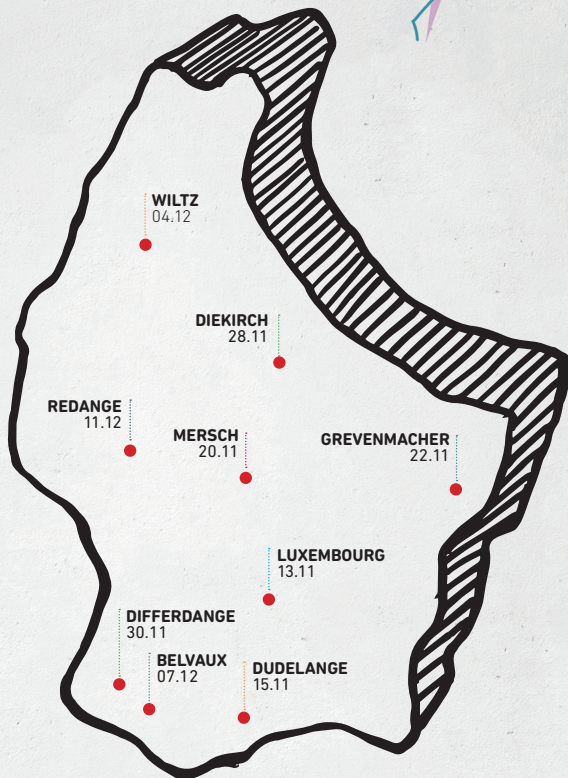 WILTZ
04.12
DIEKIRCH
28.11
REDANGE
11.12
MERSCH
20.11
GREVENMACHER
22.11
LUXEMBOURG
13.11
DIFFERDANGE
30.11
BELVAUX
07.12
DUDELANGE
15.11